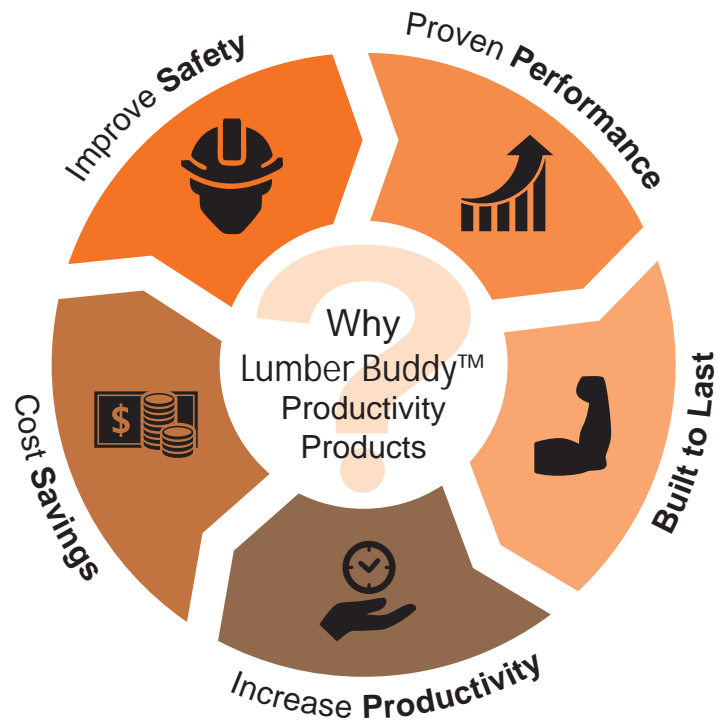 Improve Safety
Proven Performance
Built to Last
Increase Productivity
Cost Savings
?
Why
Lumber Buddy™
Productivity
Products
$